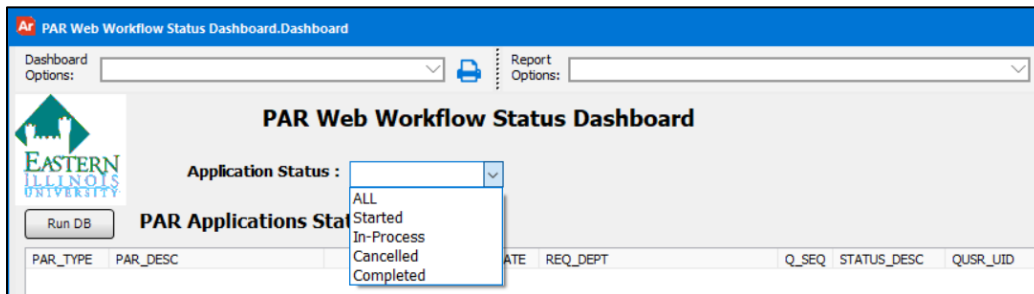 Ar PAR Web Workflow Status Dashboard.Dashboard
Dashboard Options:
Report Options:
PAR Web Workflow Status Dashboard
EASTERN
ILLINOIS
UNIVERSITY
Application Status :
ALL
Started
In-Process
Cancelled
Completed
Run DB
PAR Applications Stat
PAR_TYPE PAR_DESC ATE REQ_DEPT Q_SEQ STATUS_DESC QUSR_UID